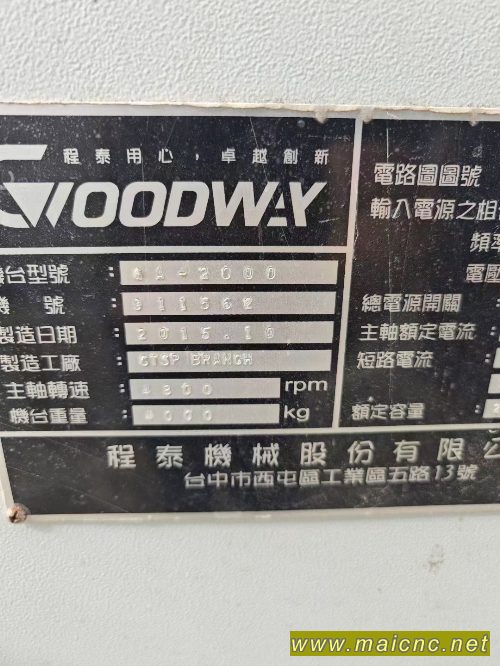 程泰用心，卓越創新
GOODWAY
機台型號 : GA-2000
機 號 : 311562
製造日期 : 2015.10
製造工廠 : CTSP BRANCH
主軸轉速 : rpm
機台重量 : kg
電路圖圖號
輸入電源之相
頻率
電壓
總電源開關
主軸額定電流 :
短路電流 :
額定容量 :
程泰機械股份有限公
台中市西屯區工業區五路13號
www.maicnc.net